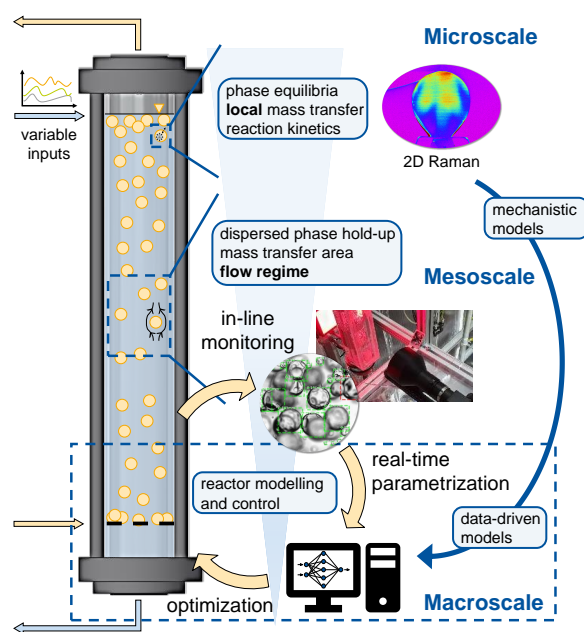 Microscale
phase equilibria
local mass transfer
reaction kinetics
variable
inputs
2D Raman
mechanistic
models
dispersed phase hold-up
mass transfer area
flow regime
Mesoscale
in-line
monitoring
real-time
parametrization
reactor modelling
and control
data-driven
models
optimization
Macroscale